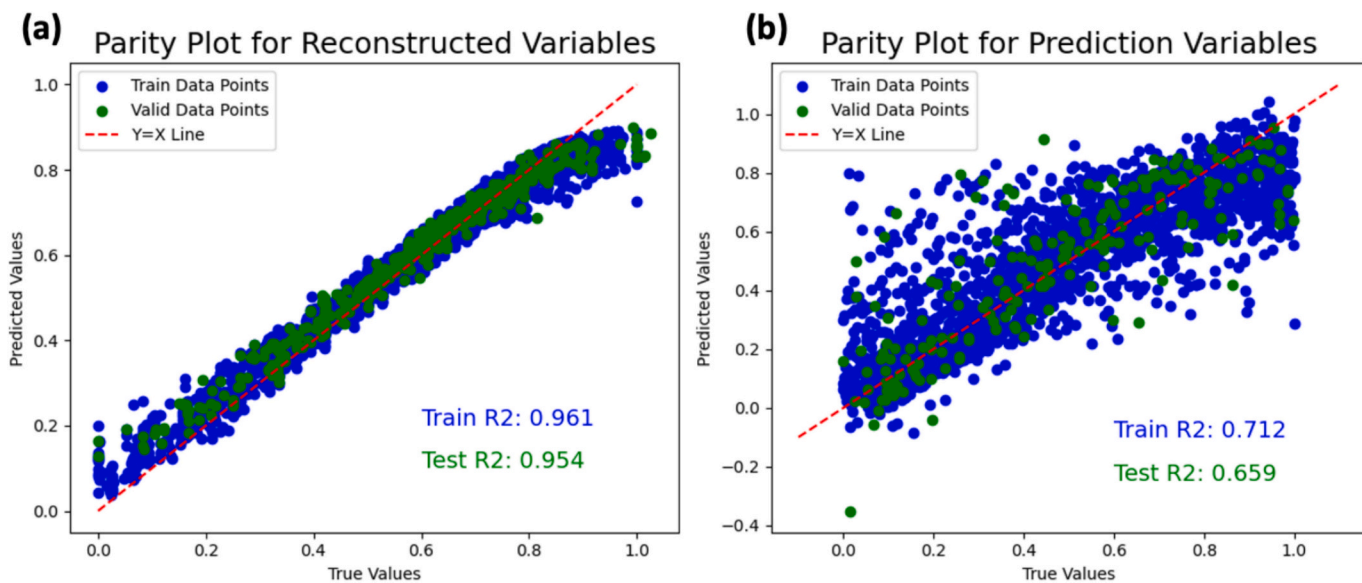 (a)
Parity Plot for Reconstructed Variables
Train Data Points
Valid Data Points
Y=X Line
1.0
0.8
0.6
0.4
0.2
0.0
Predicted Values
Train R2: 0.961
Test R2: 0.954
0.0 0.2 0.4 0.6 0.8 1.0
True Values
(b)
Parity Plot for Prediction Variables
Train Data Points
Valid Data Points
Y=X Line
1.0
0.8
0.6
0.4
0.2
0.0
−0.2
−0.4
Predicted Values
Train R2: 0.712
Test R2: 0.659
0.0 0.2 0.4 0.6 0.8 1.0
True Values